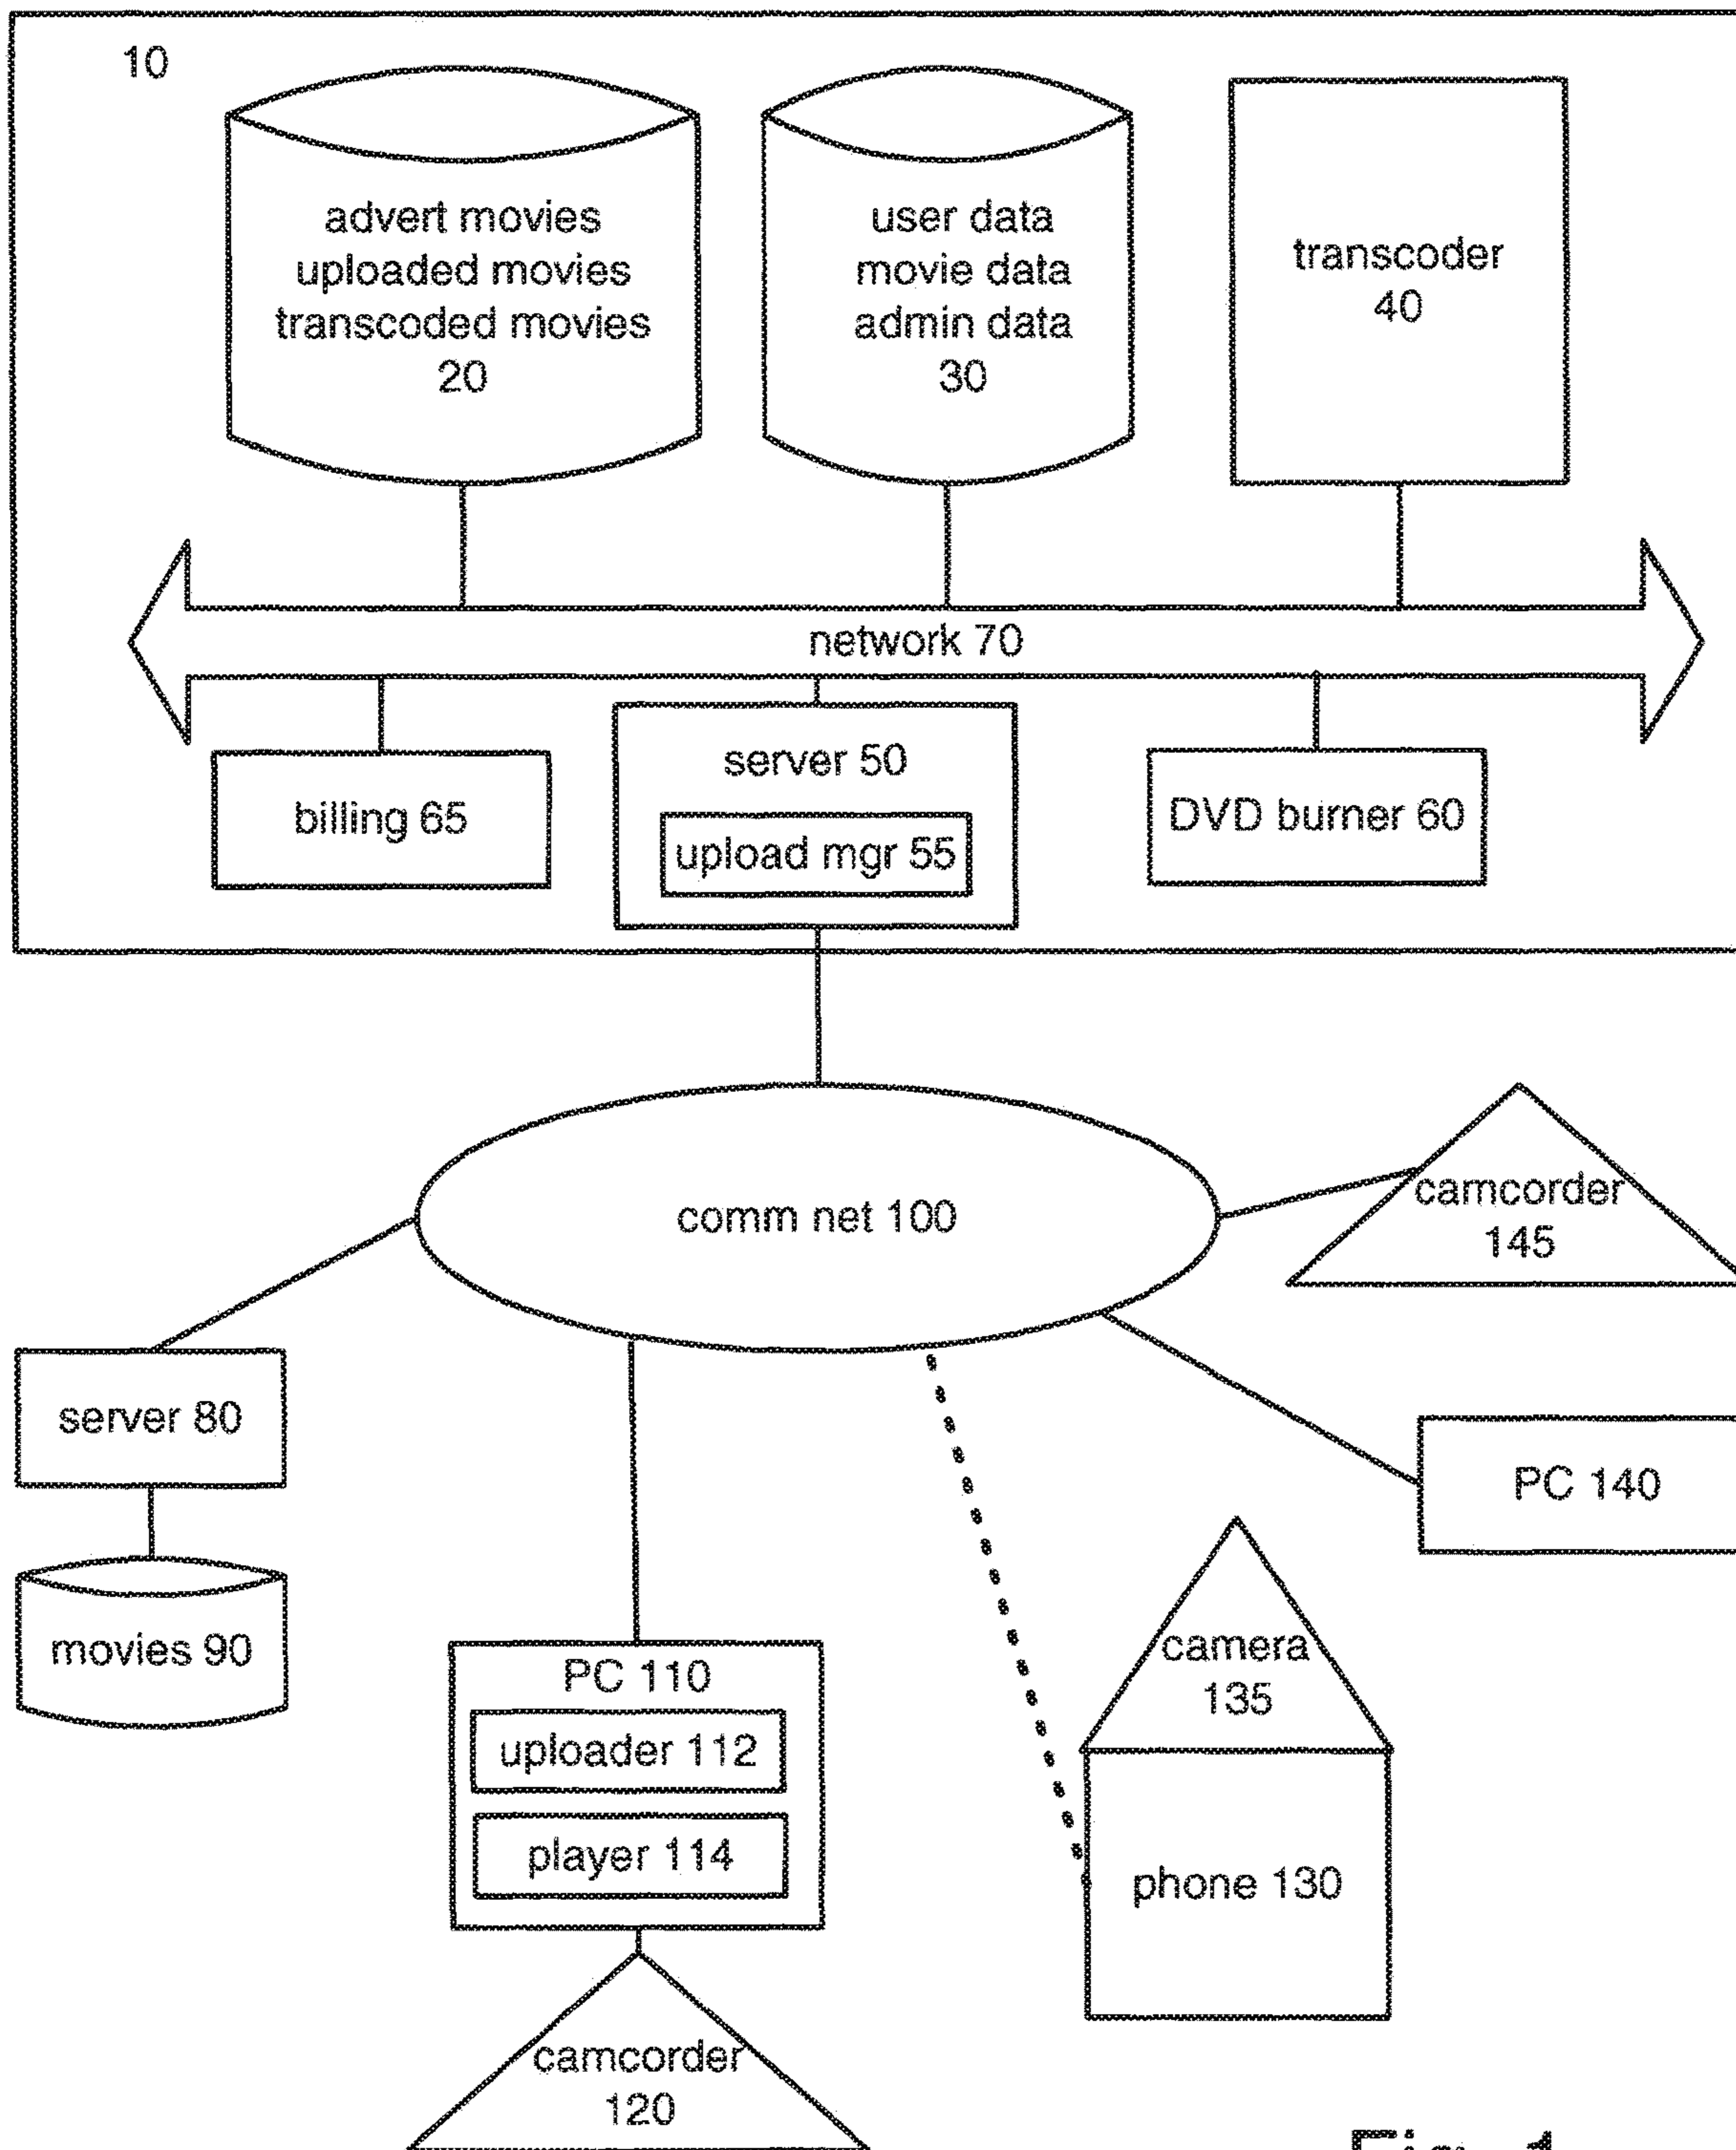 10
advert movies
uploaded movies
transcoded movies
20
user data
movie data
admin data
30
transcoder
40
network 70
billing 65
server 50
upload mgr 55
DVD burner 60
comm net 100
camcorder
145
server 80
PC 140
movies 90
PC 110
uploader 112
player 114
camera
135
phone 130
camcorder
120
Fig. 1